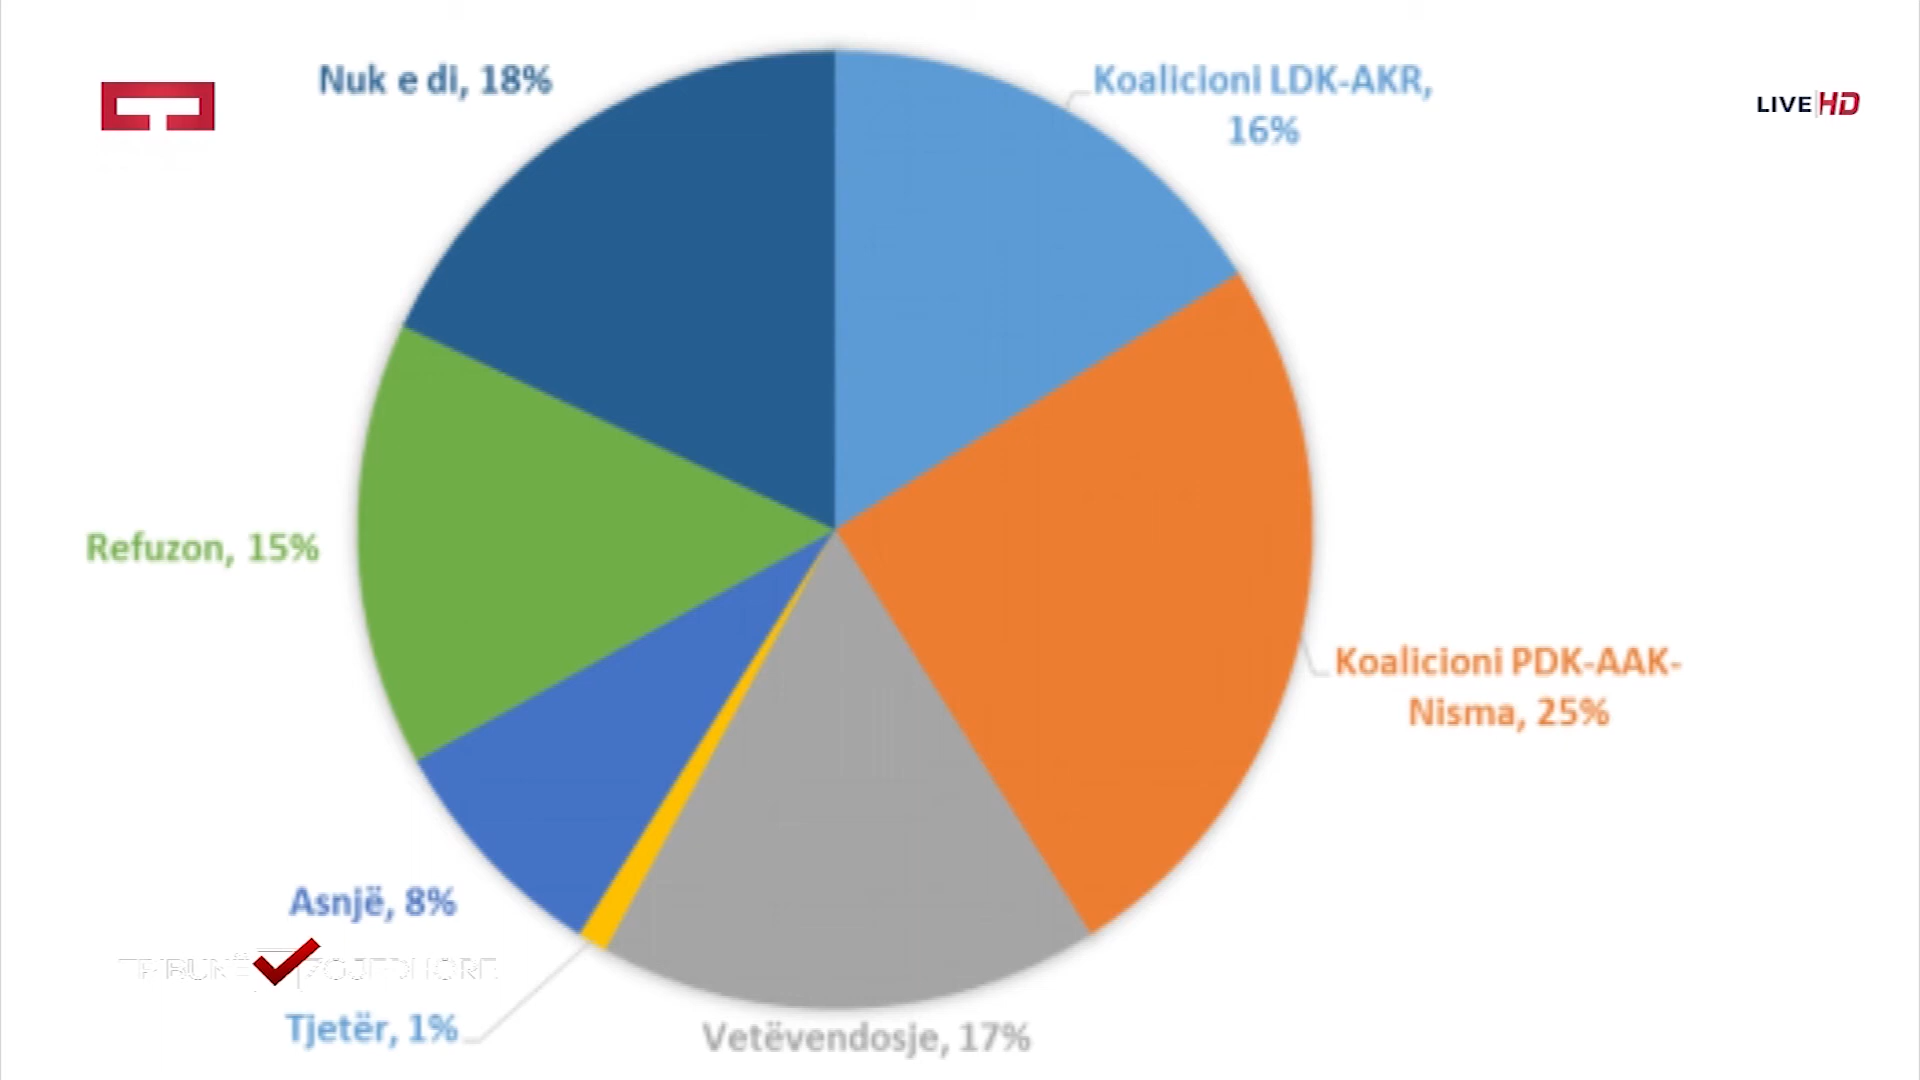 Nuk e di, 18%
Koalicioni LDK-AKR,
16%
LIVE HD
Refuzon, 15%
Koalicioni PDK-AAK-
Nisma, 25%
Asnjë, 8%
Tjetër, 1%
Vetëvendosje, 17%